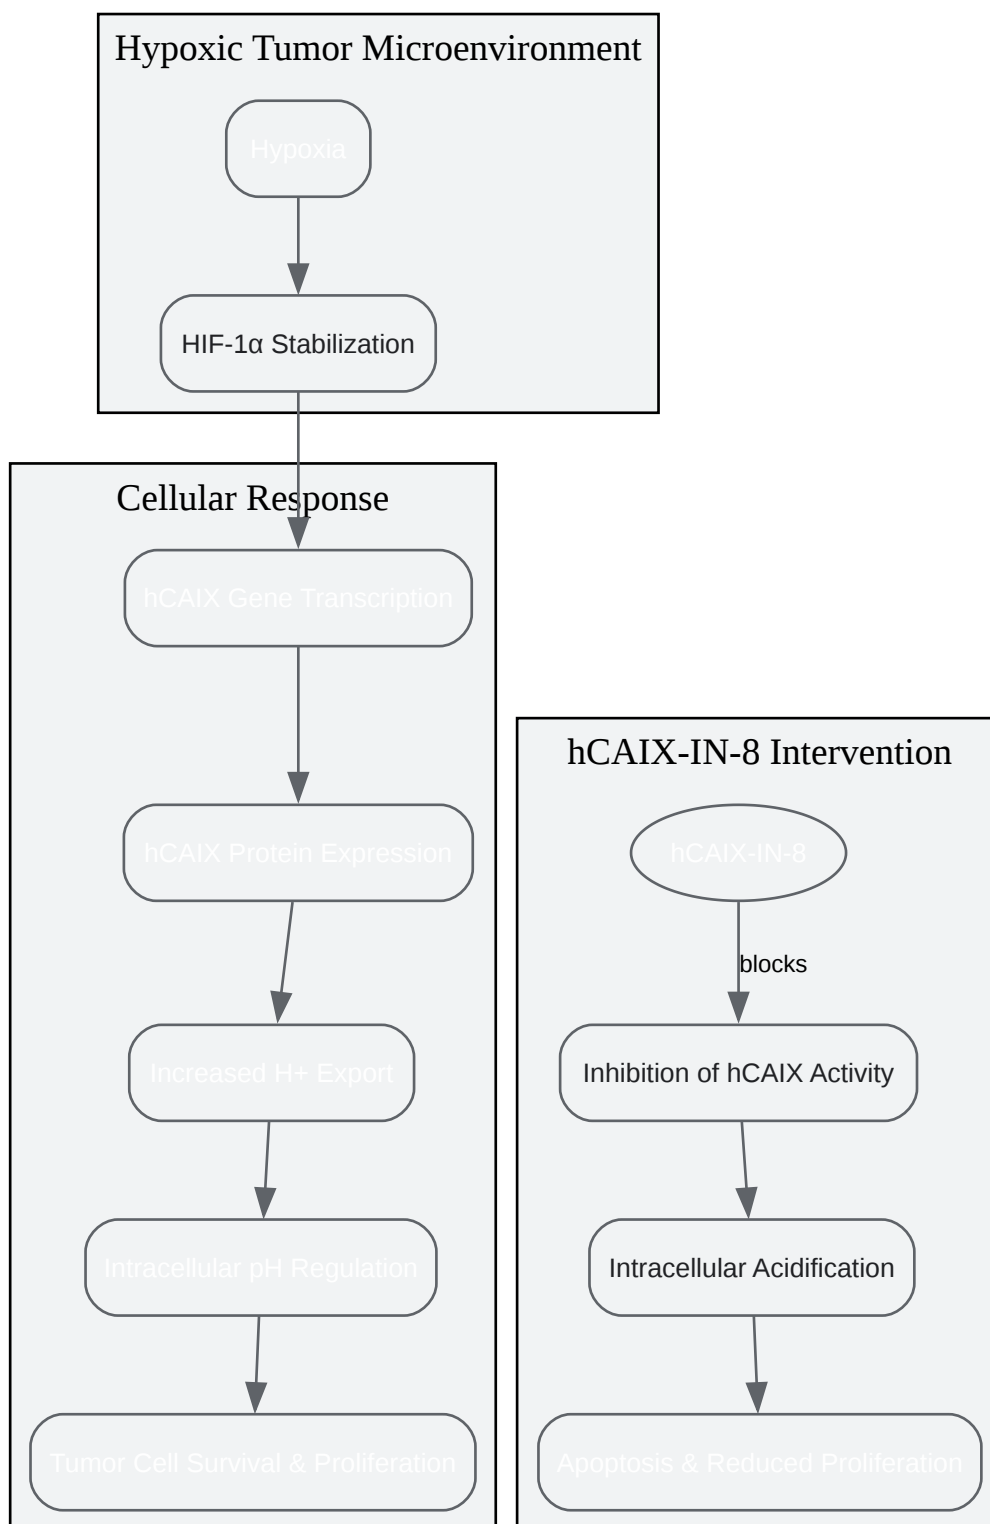 Hypoxic Tumor Microenvironment
Hypoxia
HIF-1α Stabilization
Cellular Response
hCAIX Gene Transcription
hCAIX Protein Expression
Increased H+ Export
Intracellular pH Regulation
Tumor Cell Survival & Proliferation
hCAIX-IN-8 Intervention
hCAIX-IN-8
blocks
Inhibition of hCAIX Activity
Intracellular Acidification
Apoptosis & Reduced Proliferation